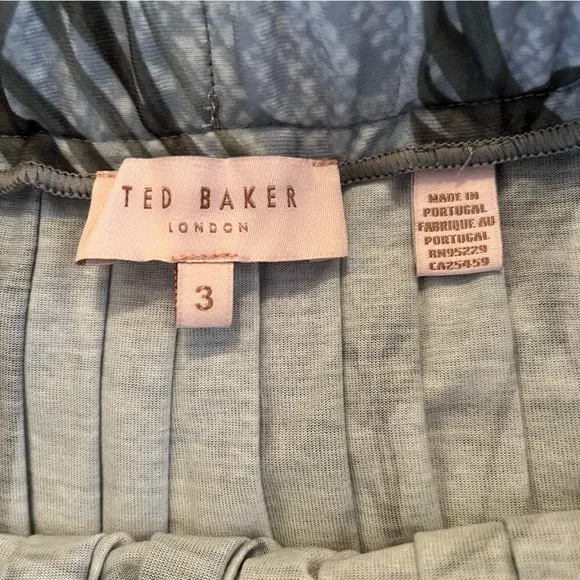 TED BAKER
LONDON
3
MADE IN
PORTUGAL
FABRIQUE AU
PORTUGAL
RN95229
CA25459